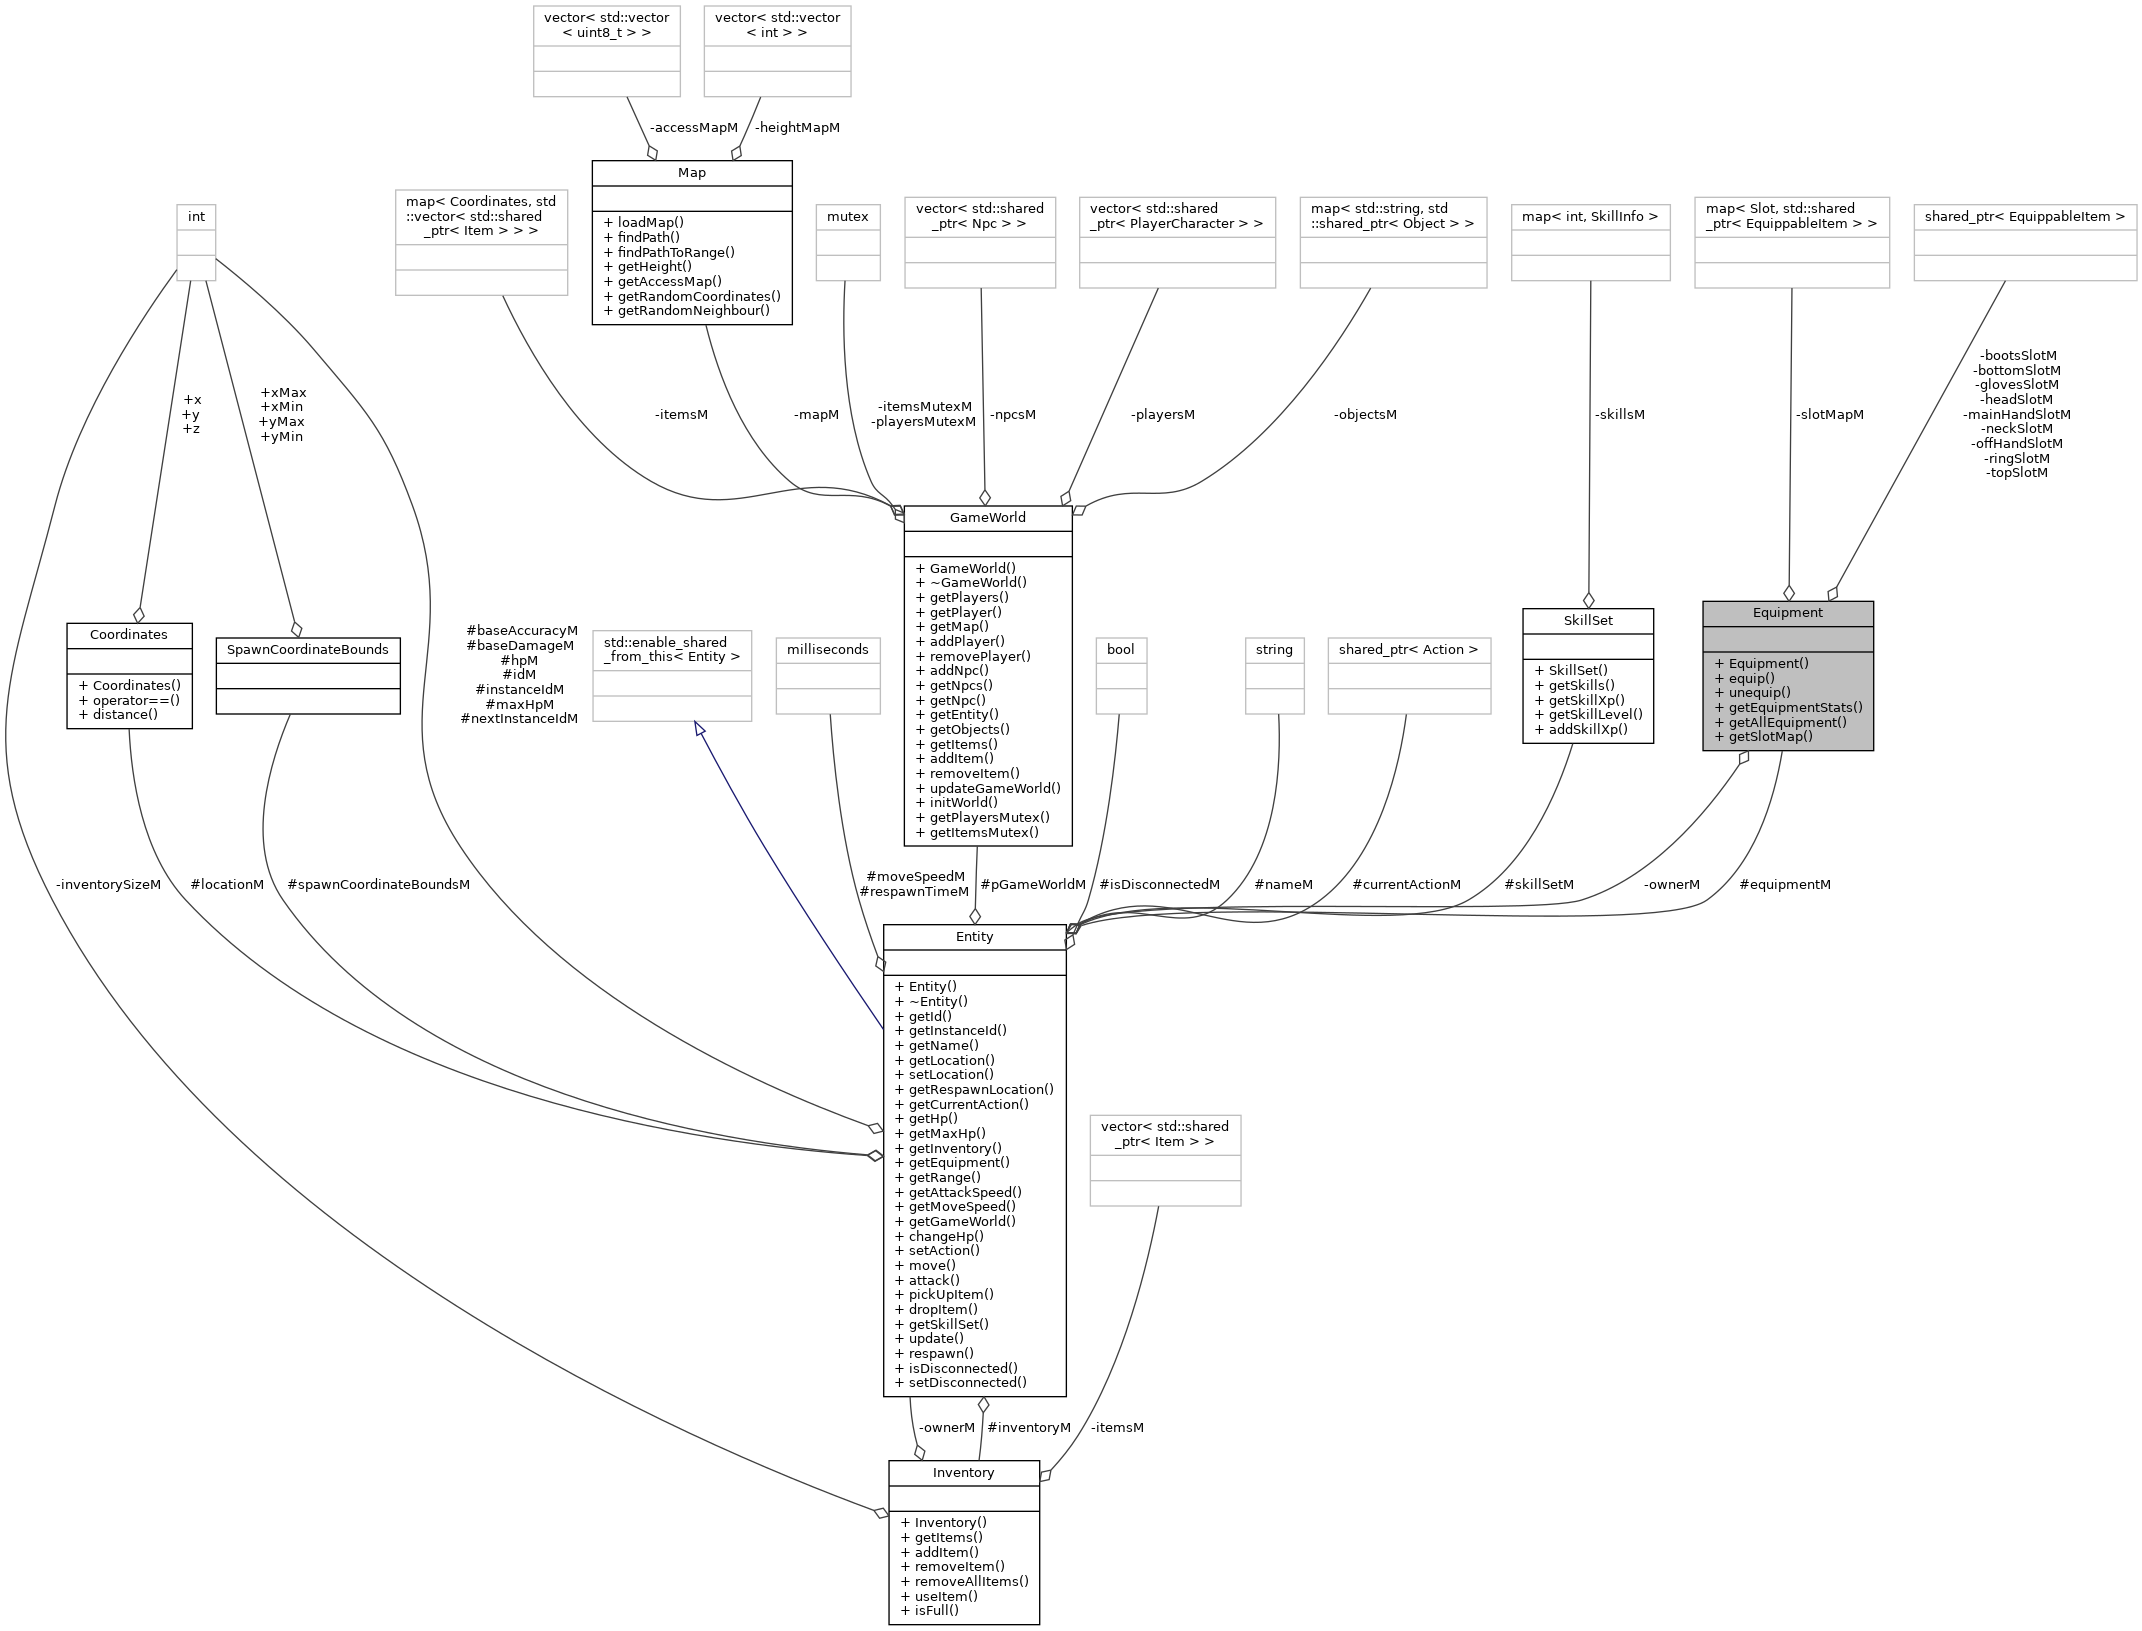 vector< std::vector
< uint8_t > >
vector< std::vector
< int > >
-accessMapM
-heightMapM
Map
+ loadMap()
+ findPath()
+ findPathToRange()
+ getHeight()
+ getAccessMap()
+ getRandomCoordinates()
+ getRandomNeighbour()
int
map< Coordinates, std
::vector< std::shared
_ptr< Item > > >
mutex
vector< std::shared
_ptr< Npc > >
vector< std::shared
_ptr< PlayerCharacter > >
map< std::string, std
::shared_ptr< Object > >
map< int, SkillInfo >
map< Slot, std::shared
_ptr< EquippableItem > >
shared_ptr< EquippableItem >
+x
+y
+z
+xMax
+xMin
+yMax
+yMin
-itemsM
-mapM
-itemsMutexM
-playersMutexM
-npcsM
-playersM
-objectsM
-skillsM
-slotMapM
-bootsSlotM
-bottomSlotM
-glovesSlotM
-headSlotM
-mainHandSlotM
-neckSlotM
-offHandSlotM
-ringSlotM
-topSlotM
GameWorld
+ GameWorld()
+ ~GameWorld()
+ getPlayers()
+ getPlayer()
+ getMap()
+ addPlayer()
+ removePlayer()
+ addNpc()
+ getNpcs()
+ getNpc()
+ getEntity()
+ getObjects()
+ getItems()
+ addItem()
+ removeItem()
+ updateGameWorld()
+ initWorld()
+ getPlayersMutex()
+ getItemsMutex()
Coordinates
+ Coordinates()
+ operator==()
+ distance()
SpawnCoordinateBounds
#baseAccuracyM
#baseDamageM
#hpM
#idM
#instanceIdM
#maxHpM
#nextInstanceIdM
std::enable_shared
_from_this< Entity >
milliseconds
bool
string
shared_ptr< Action >
SkillSet
+ SkillSet()
+ getSkills()
+ getSkillXp()
+ getSkillLevel()
+ addSkillXp()
Equipment
+ Equipment()
+ equip()
+ unequip()
+ getEquipmentStats()
+ getAllEquipment()
+ getSlotMap()
-inventorySizeM
#locationM
#spawnCoordinateBoundsM
#moveSpeedM
#respawnTimeM
#pGameWorldM
#isDisconnectedM
#nameM
#currentActionM
#skillSetM
-ownerM
#equipmentM
Entity
+ Entity()
+ ~Entity()
+ getId()
+ getInstanceId()
+ getName()
+ getLocation()
+ setLocation()
+ getRespawnLocation()
+ getCurrentAction()
+ getHp()
+ getMaxHp()
+ getInventory()
+ getEquipment()
+ getRange()
+ getAttackSpeed()
+ getMoveSpeed()
+ getGameWorld()
+ changeHp()
+ setAction()
+ move()
+ attack()
+ pickUpItem()
+ dropItem()
+ getSkillSet()
+ update()
+ respawn()
+ isDisconnected()
+ setDisconnected()
vector< std::shared
_ptr< Item > >
-ownerM
#inventoryM
-itemsM
Inventory
+ Inventory()
+ getItems()
+ addItem()
+ removeItem()
+ removeAllItems()
+ useItem()
+ isFull()